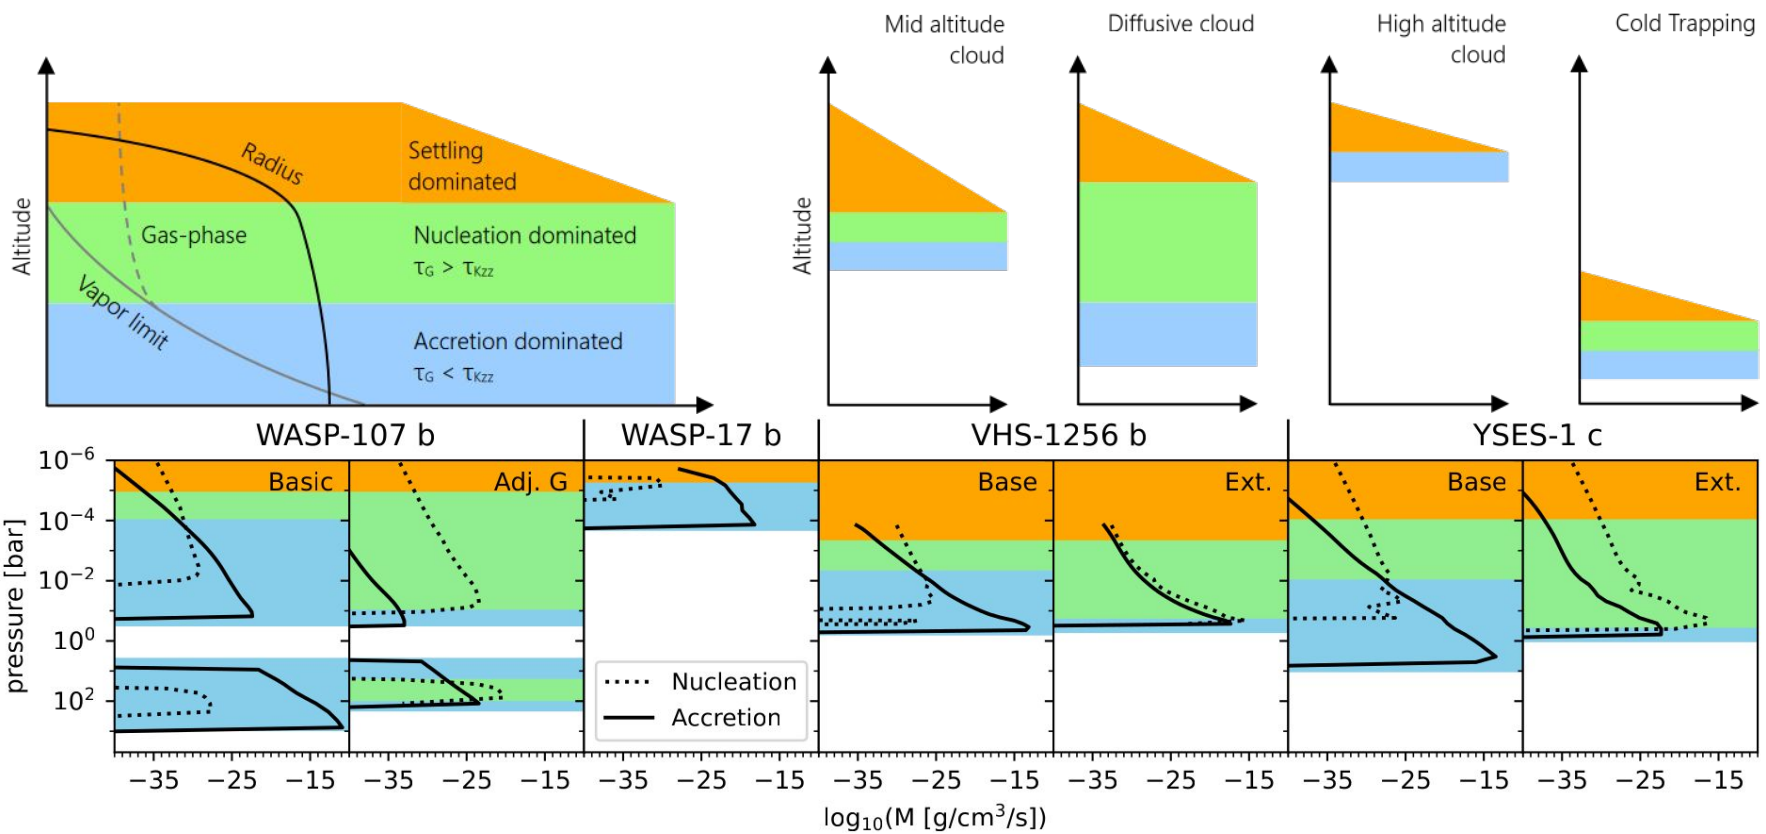 Mid altitude
cloud
Diffusive cloud
High altitude
cloud
Cold Trapping
Altitude
Radius
Settling
dominated
Gas-phase
Nucleation dominated
τG > τKzz
Vapor limit
Accretion dominated
τG < τKzz
Altitude
WASP-107 b
WASP-17 b
VHS-1256 b
YSES-1 c
Basic
Adj. G
Base
Ext.
Base
Ext.
pressure [bar]
10⁻⁶
10⁻⁴
10⁻²
10⁰
10²
Nucleation
Accretion
−35 −25 −15 −35 −25 −15 −35 −25 −15 −35 −25 −15 −35 −25 −15 −35 −25 −15 −35 −25 −15
log₁₀(M [g/cm³/s])